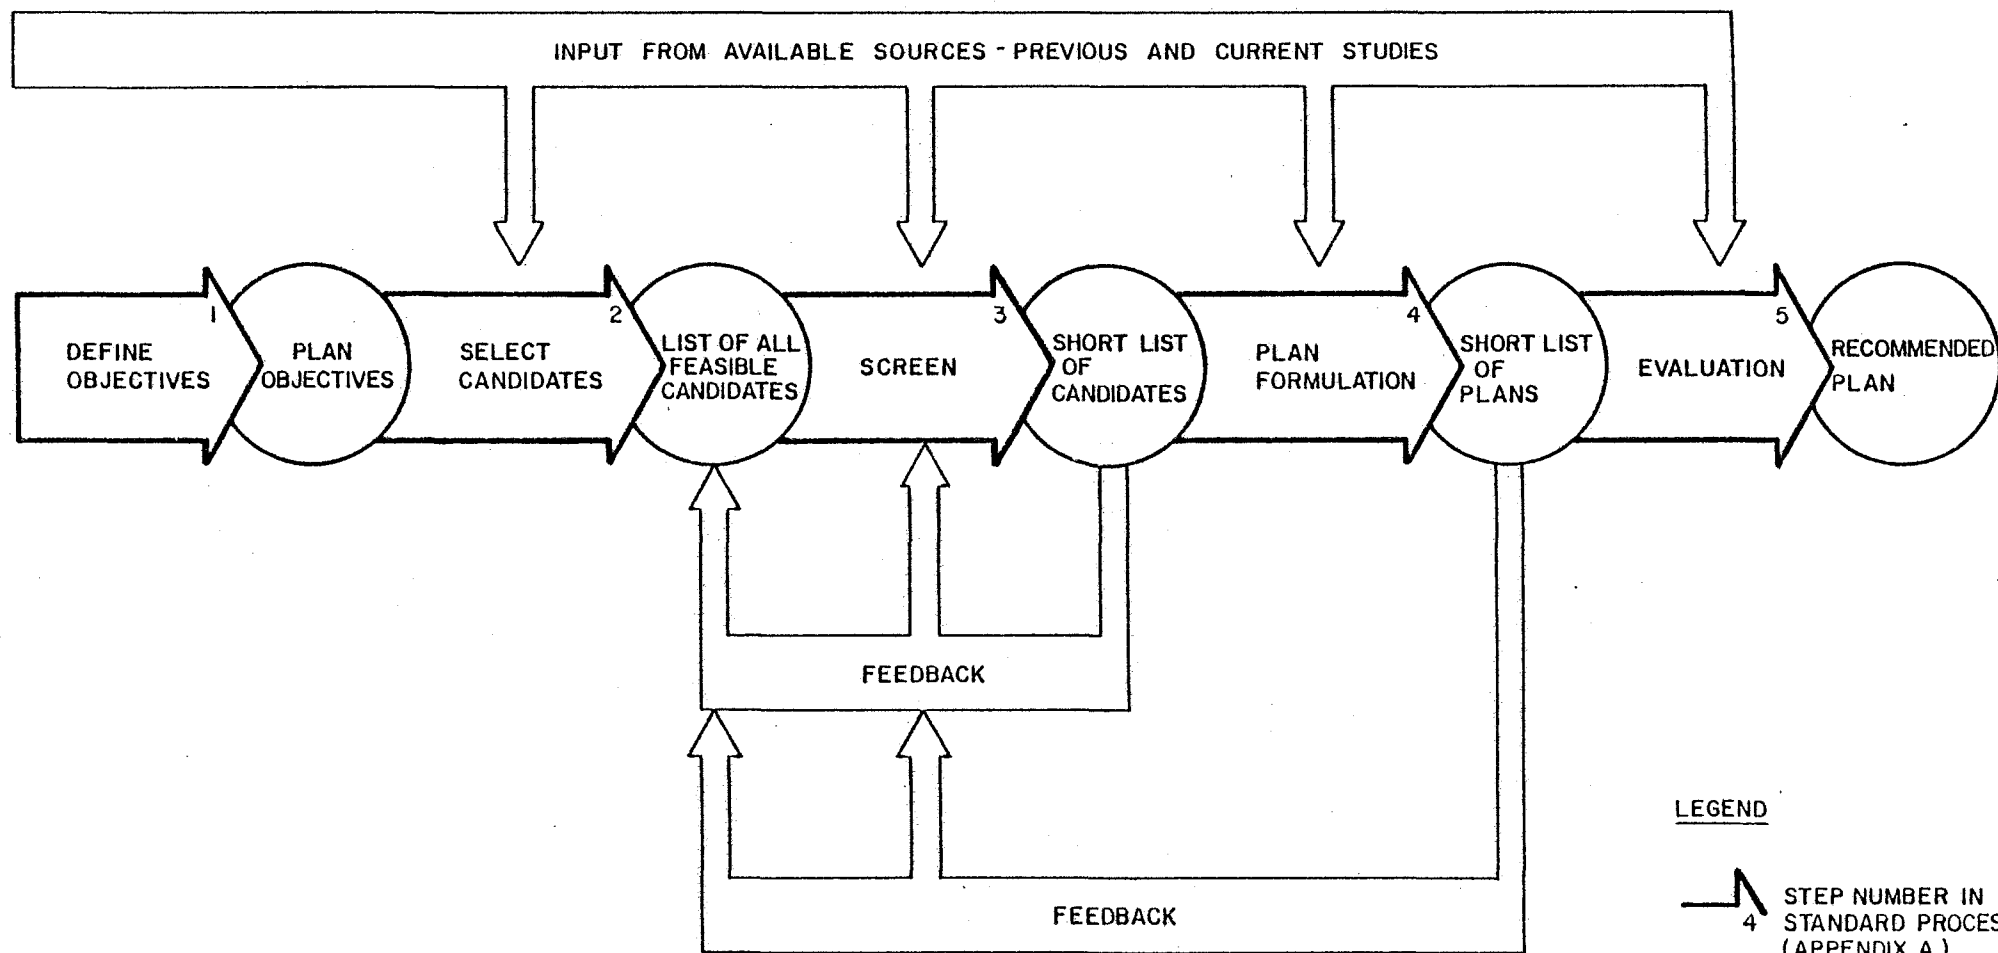 INPUT FROM AVAILABLE SOURCES - PREVIOUS AND CURRENT STUDIES
1
DEFINE
OBJECTIVES
PLAN
OBJECTIVES
2
SELECT
CANDIDATES
LIST OF ALL
FEASIBLE
CANDIDATES
3
SCREEN
SHORT LIST
OF
CANDIDATES
4
PLAN
FORMULATION
SHORT LIST
OF
PLANS
5
EVALUATION
RECOMMENDED
PLAN
FEEDBACK
FEEDBACK
LEGEND
4
STEP NUMBER IN
STANDARD PROCES
(APPENDIX A)